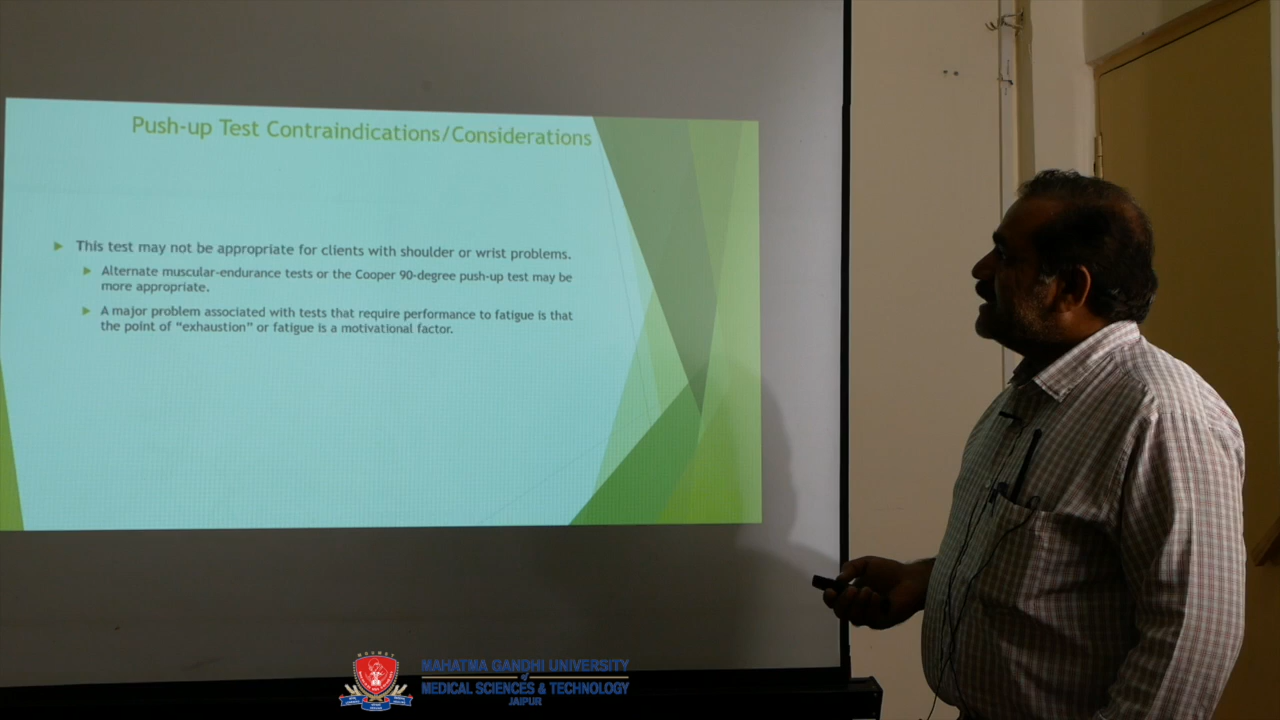 Push-up Test Contraindications/Considerations
This test may not be appropriate for clients with shoulder or wrist problems.
Alternate muscular-endurance tests or the Cooper 90-degree push-up test may be
more appropriate.
A major problem associated with tests that require performance to fatigue is that
the point of “exhaustion” or fatigue is a motivational factor.
MAHATMA GANDHI UNIVERSITY
of
MEDICAL SCIENCES & TECHNOLOGY
JAIPUR